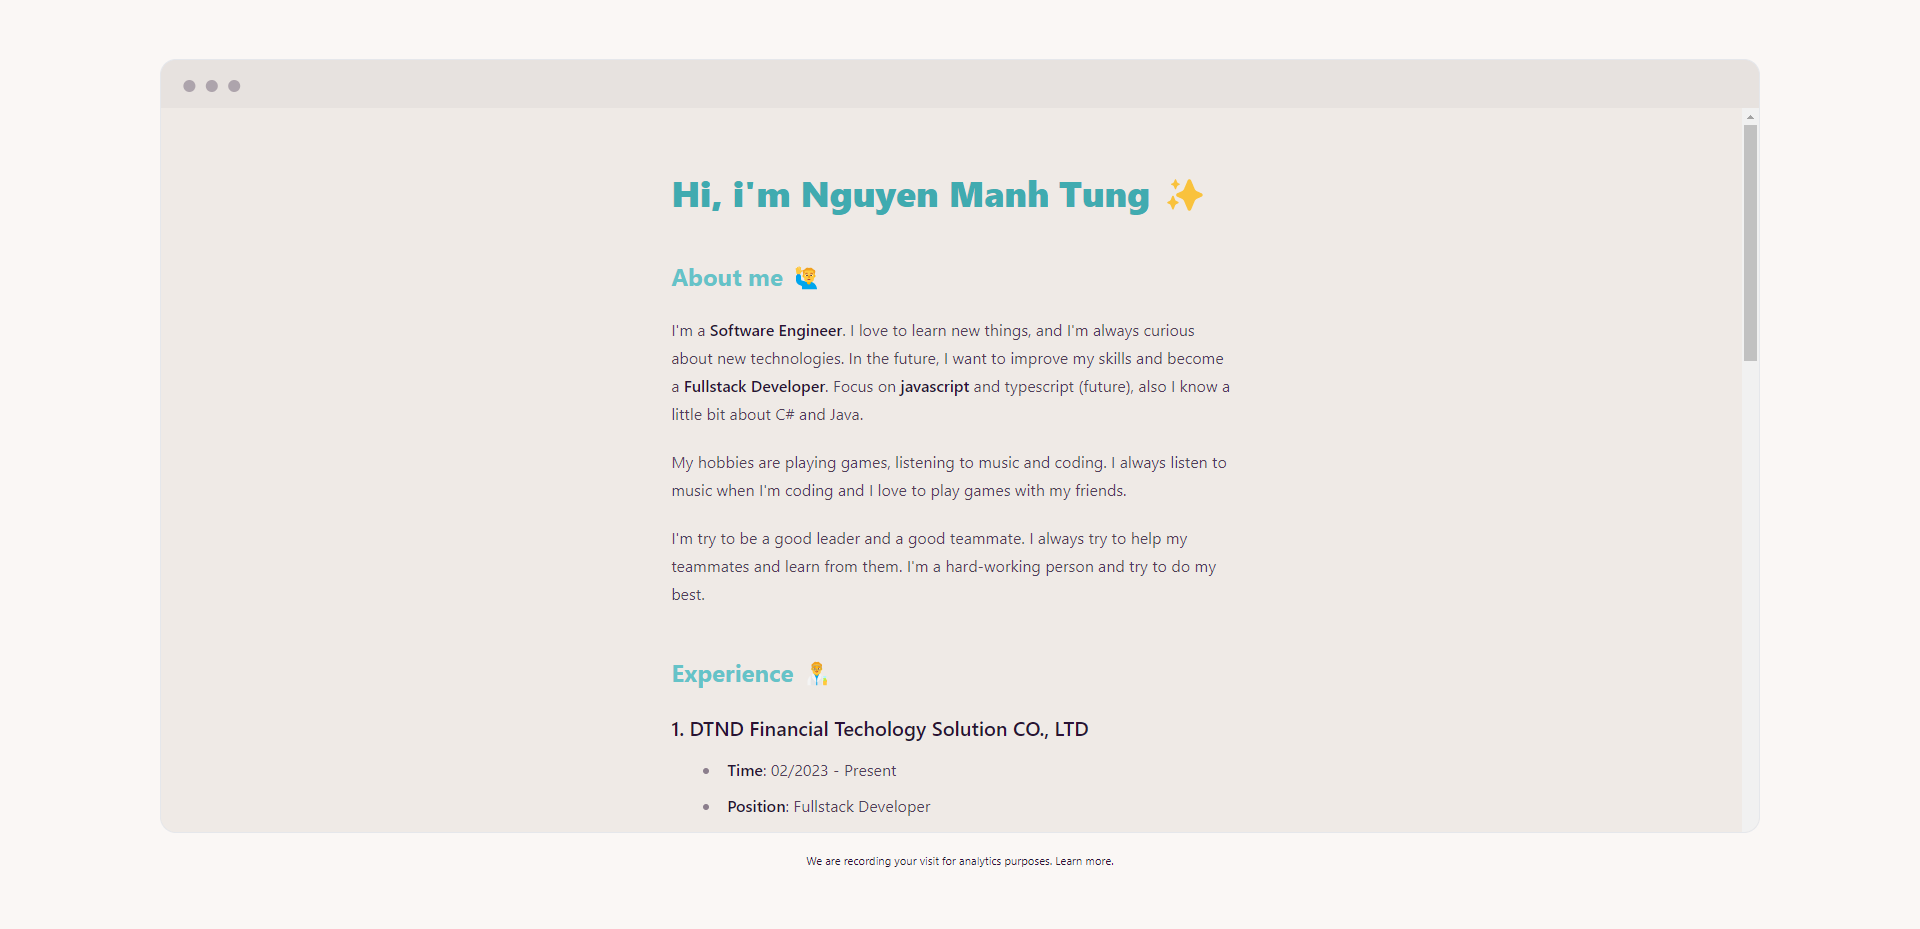 Hi, i'm Nguyen Manh Tung ✨
About me 🙋‍♂️
I'm a Software Engineer. I love to learn new things, and I'm always curious
about new technologies. In the future, I want to improve my skills and become
a Fullstack Developer. Focus on javascript and typescript (future), also I know a
little bit about C# and Java.
My hobbies are playing games, listening to music and coding. I always listen to
music when I'm coding and I love to play games with my friends.
I'm try to be a good leader and a good teammate. I always try to help my
teammates and learn from them. I'm a hard-working person and try to do my
best.
Experience 👨‍🔬
1. DTND Financial Techology Solution CO., LTD
• Time: 02/2023 - Present
• Position: Fullstack Developer
We are recording your visit for analytics purposes. Learn more.